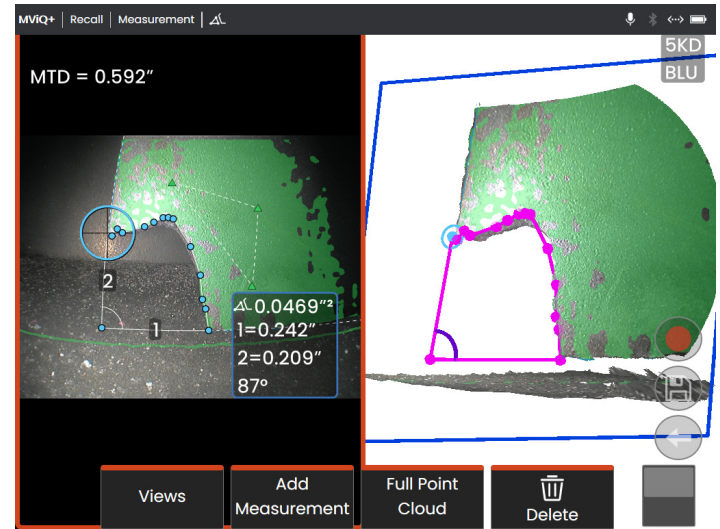 MViQ+ | Recall | Measurement |
5KD
BLU
MTD = 0.592"
2
1
0.0469"²
1=0.242"
2=0.209"
87°
Views
Add
Measurement
Full Point
Cloud
Delete